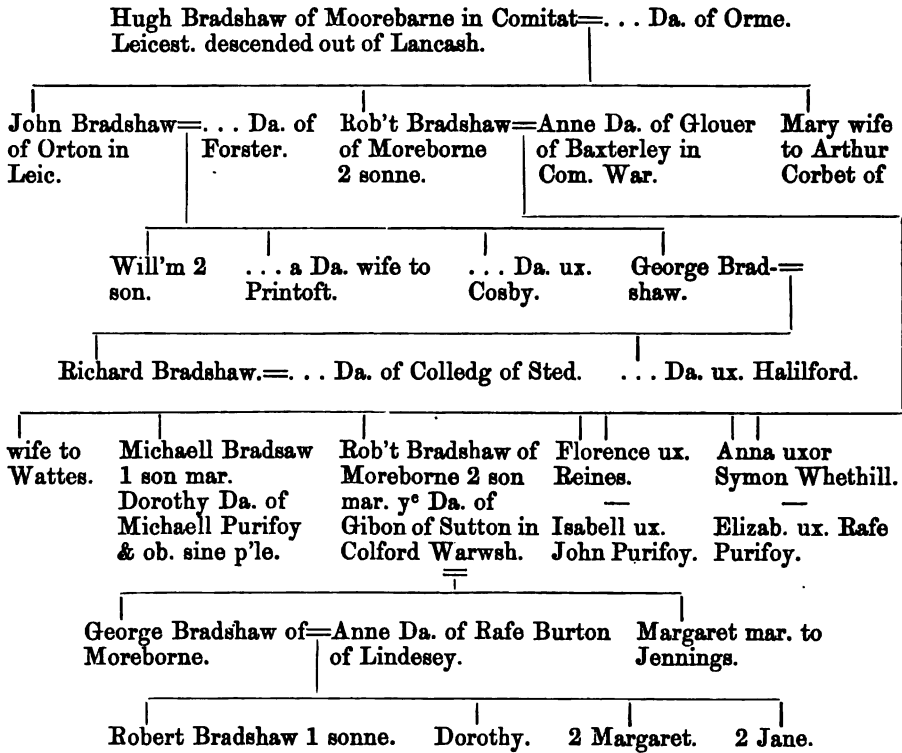 Hugh Bradshaw of Moorebarne in Comitat=. . . Da. of Orme.
Leicest. descended out of Lancash.
John Bradshaw=. . . Da. of
of Orton in Forster.
Leic.
Rob't Bradshaw=Anne Da. of Glouer
of Moreborne of Baxterley in
2 sonne. Com. War.
Mary wife
to Arthur
Corbet of
Will'm 2
son.
. . . a Da. wife to
Printoft.
. . . Da. ux.
Cosby.
George Brad-=
shaw.
Richard Bradshaw.=. . . Da. of Colledg of Sted.
. . . Da. ux. Halilford.
wife to
Wattes.
Michaell Bradsaw
1 son mar.
Dorothy Da. of
Michaell Purifoy
& ob. sine p'le.
Rob't Bradshaw of
Moreborne 2 son
mar. yᵉ Da. of
Gibon of Sutton in
Colford Warwsh.
=
Florence ux.
Reines.
—
Isabell ux.
John Purifoy.
Anna uxor
Symon Whethill.
—
Elizab. ux. Rafe
Purifoy.
George Bradshaw of=Anne Da. of Rafe Burton
Moreborne. of Lindesey.
Margaret mar. to
Jennings.
Robert Bradshaw 1 sonne. Dorothy. 2 Margaret. 2 Jane.